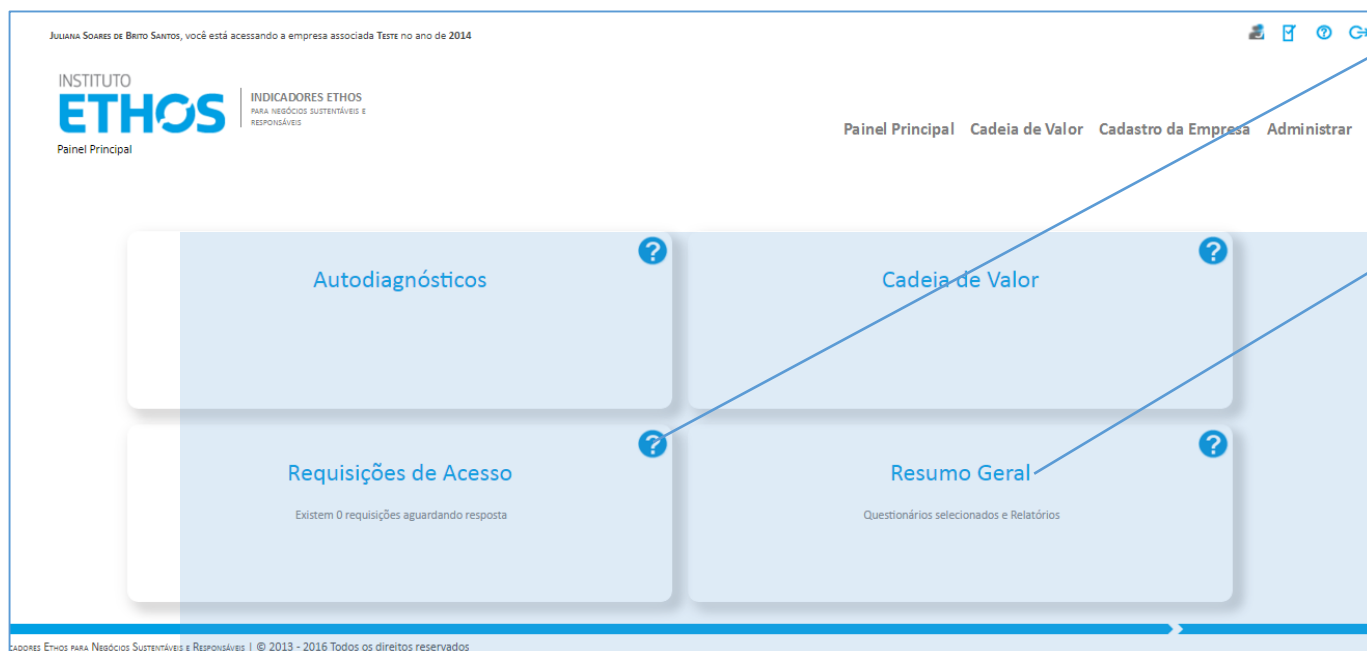 Juliana Soares de Brito Santos, você está acessando a empresa associada Teste no ano de 2014
INSTITUTO
ETHOS
INDICADORES ETHOS
PARA NEGÓCIOS SUSTENTÁVEIS E
RESPONSÁVEIS
Painel Principal
Painel Principal Cadeia de Valor Cadastro da Empresa Administrar
Autodiagnósticos
Cadeia de Valor
Requisições de Acesso
Existem 0 requisições aguardando resposta
Resumo Geral
Questionários selecionados e Relatórios
Ethos para Negócios Sustentáveis e Responsáveis | © 2013 - 2016 Todos os direitos reservados